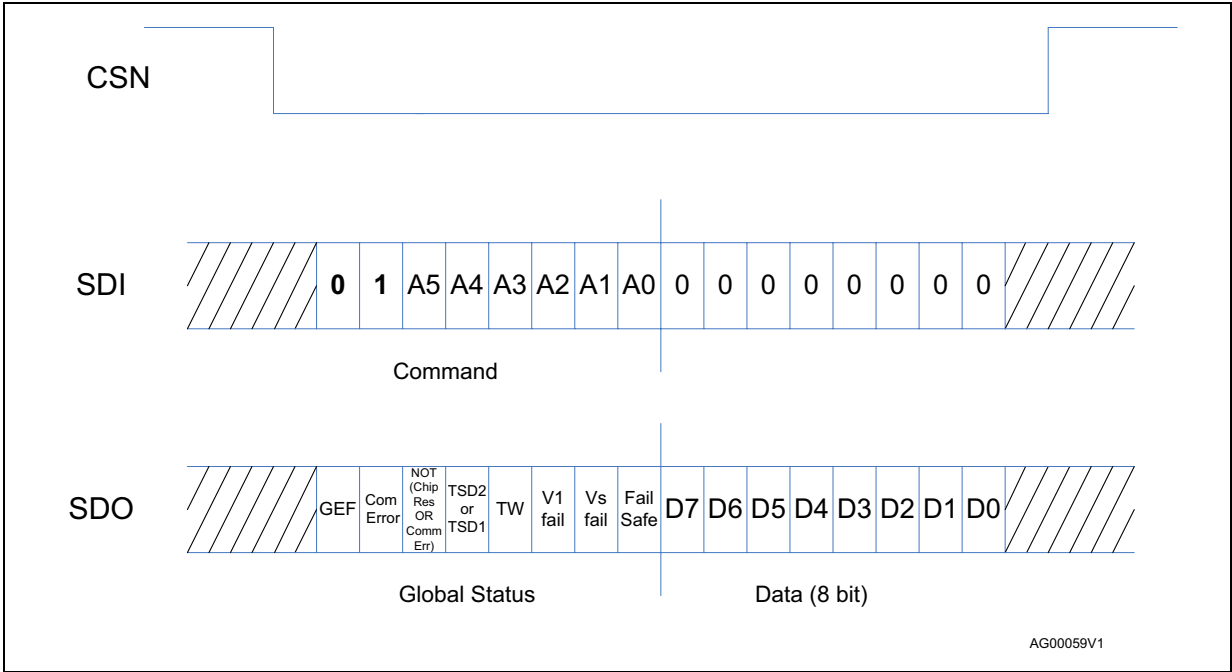 CSN
SDI
0 1 A5 A4 A3 A2 A1 A0 0 0 0 0 0 0 0 0
Command
SDO
GEF
Com
Error
NOT
(Chip
Res
OR
Comm
Err)
TSD2
or
TSD1
TW
V1
fail
Vs
fail
Fail
Safe
D7 D6 D5 D4 D3 D2 D1 D0
Global Status
Data (8 bit)
AG00059V1